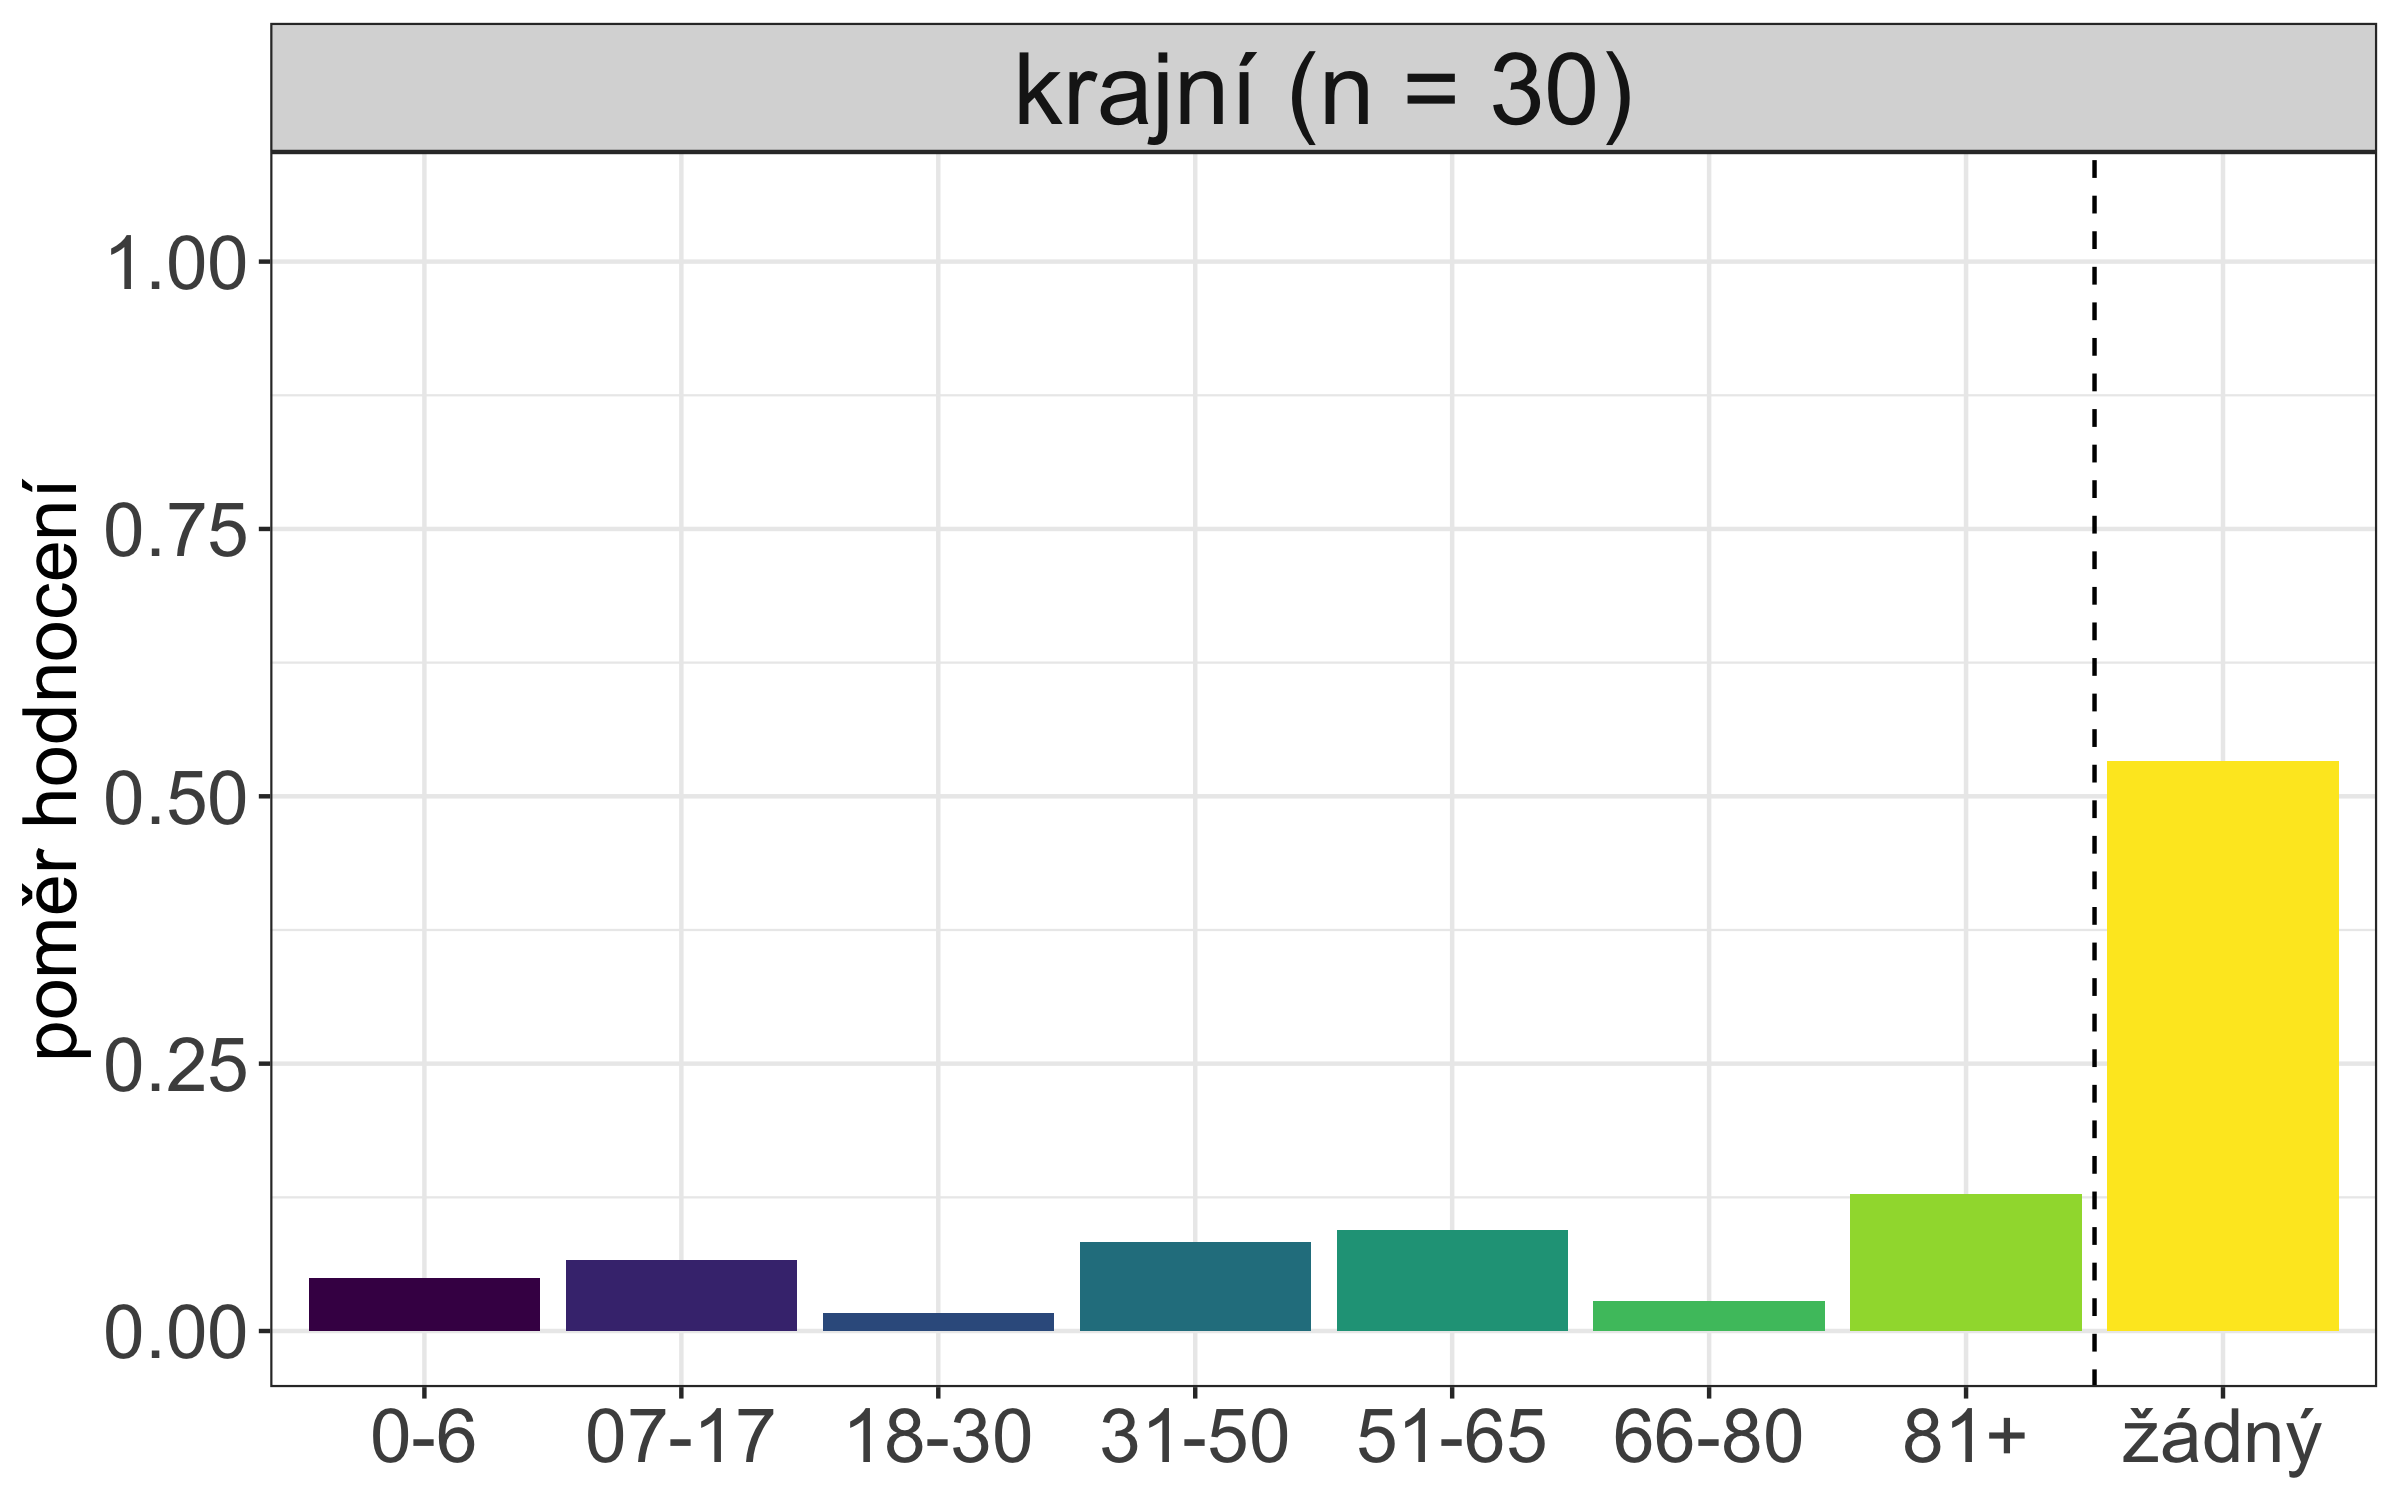 krajní (n = 30)
poměr hodnocení
1.00
0.75
0.50
0.25
0.00
0-6 07-17 18-30 31-50 51-65 66-80 81+ žádný